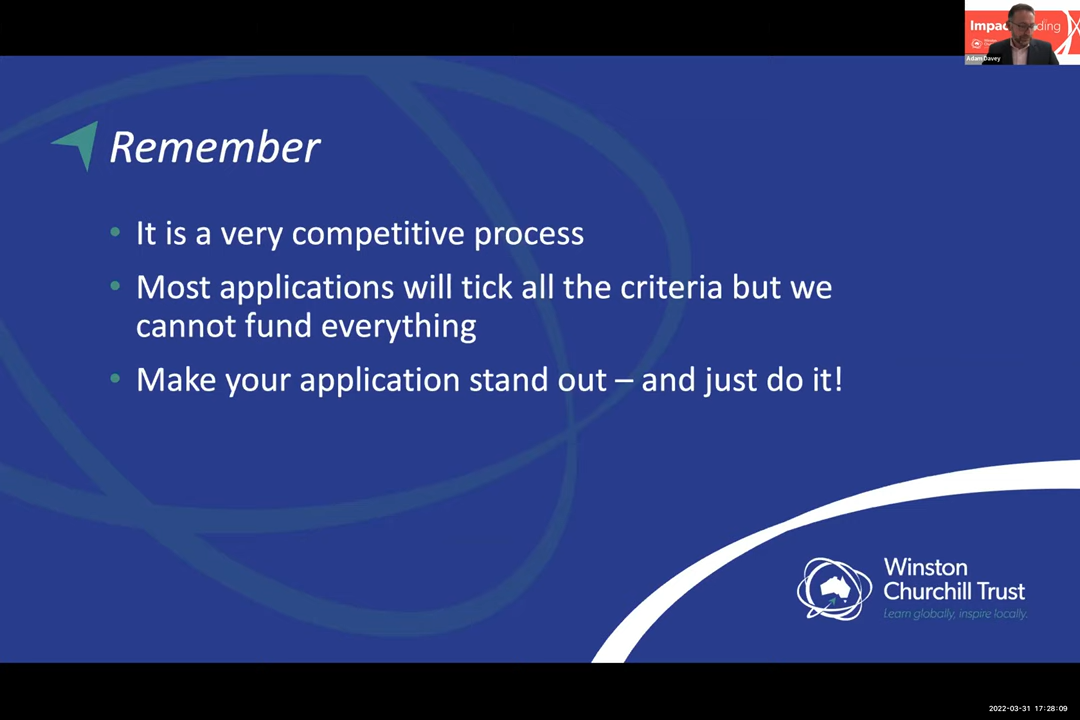 Adam Davey
Remember
• It is a very competitive process
• Most applications will tick all the criteria but we
cannot fund everything
• Make your application stand out – and just do it!
Winston
Churchill Trust
Learn globally, inspire locally.
2022-03-31 17:28:09